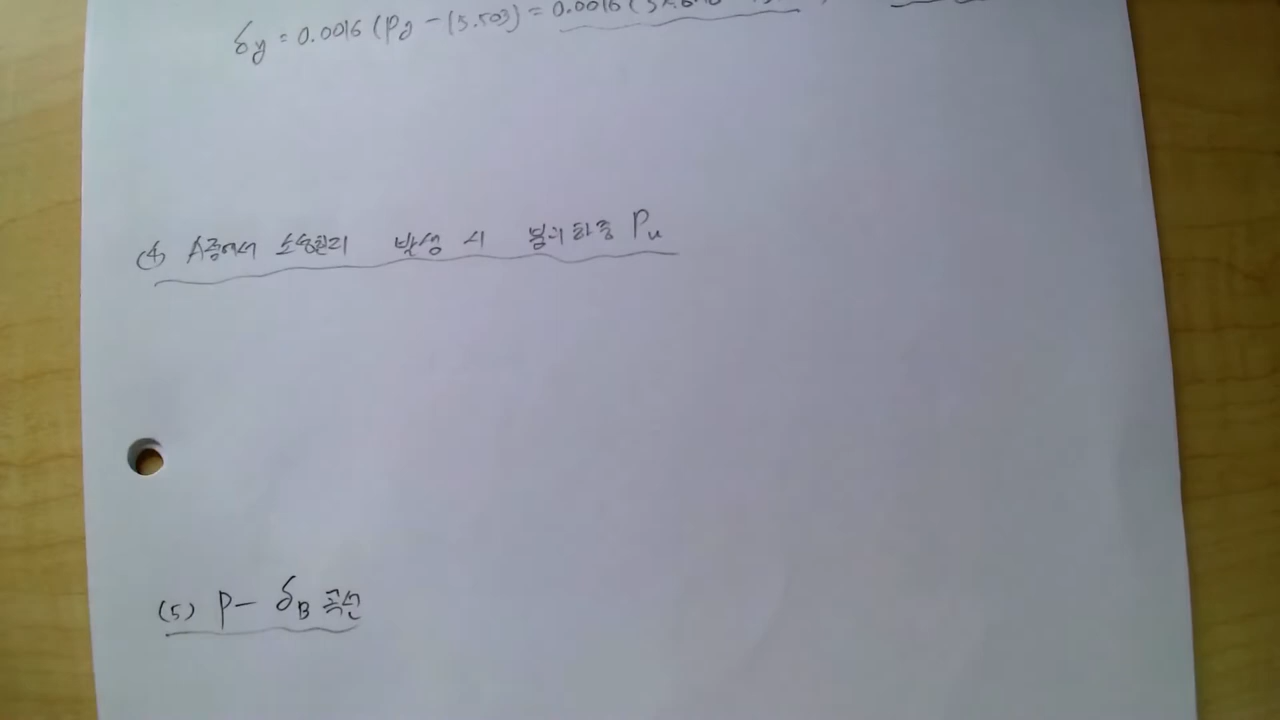 δy = 0.0016 (Py - 15.503) = 0.0016 (
(4) A중에서 소성힌지 발생 시 붕괴하중 Pu
(5) P - δB 곡선